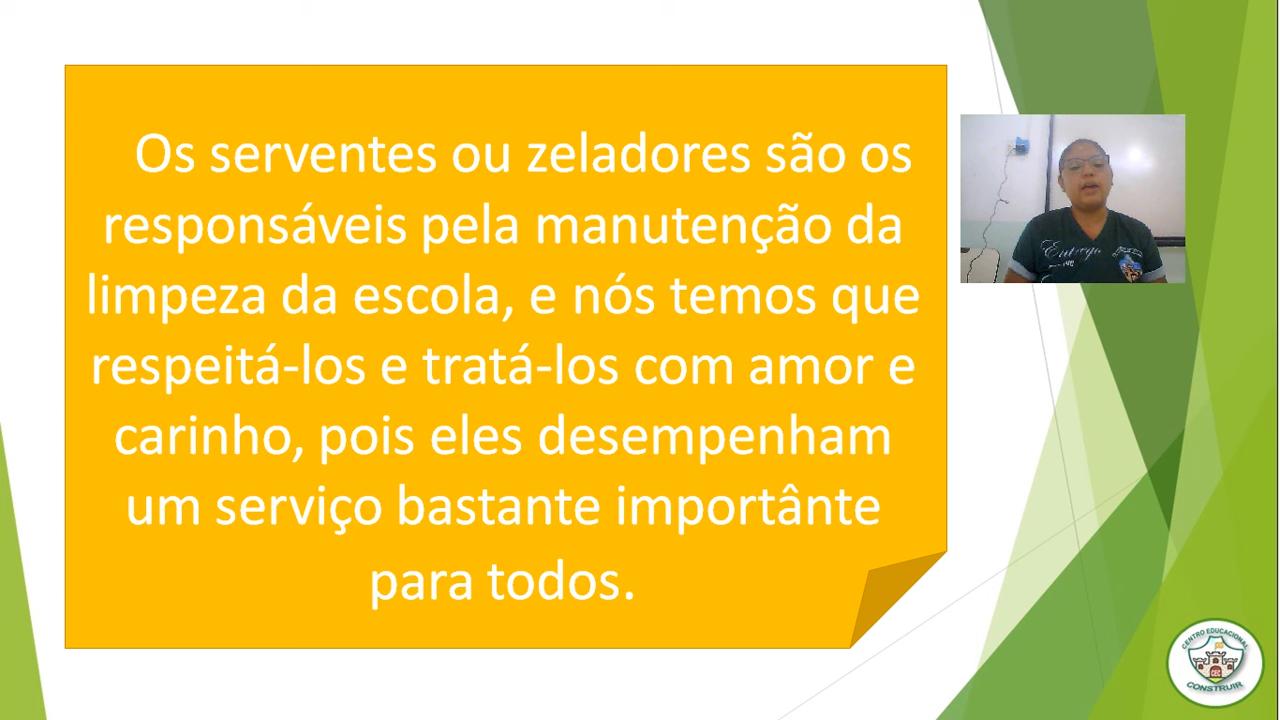 Os serventes ou zeladores são os
responsáveis pela manutenção da
limpeza da escola, e nós temos que
respeitá-los e tratá-los com amor e
carinho, pois eles desempenham
um serviço bastante importânte
para todos.
CENTRO EDUCACIONAL
CEC
CONSTRUIR